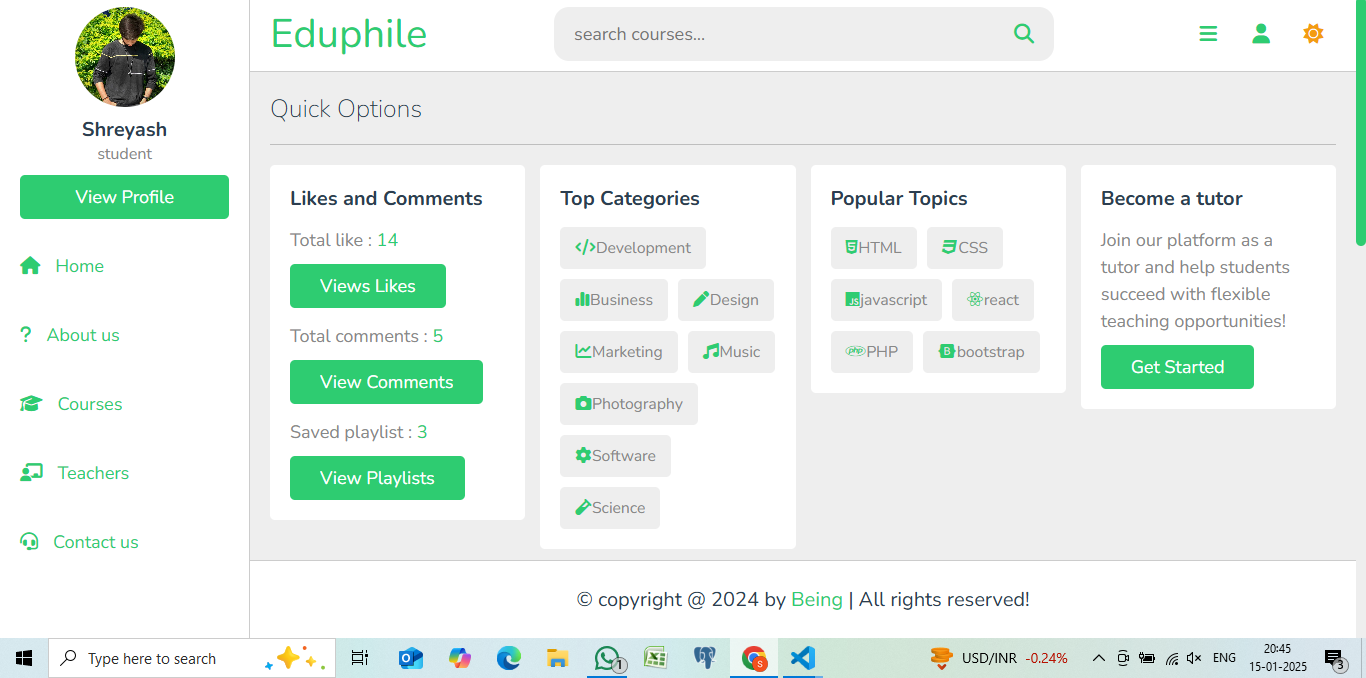 Shreyash
student
View Profile
Home
? About us
Courses
Teachers
Contact us
Eduphile
search courses...
Quick Options
Likes and Comments
Total like : 14
Views Likes
Total comments : 5
View Comments
Saved playlist : 3
View Playlists
Top Categories
</>Development
Business
Design
Marketing
Music
Photography
Software
Science
Popular Topics
HTML
CSS
JS javascript
react
php PHP
B bootstrap
Become a tutor
Join our platform as a
tutor and help students
succeed with flexible
teaching opportunities!
Get Started
© copyright @ 2024 by Being | All rights reserved!
Type here to search
1
S
USD/INR -0.24%
ENG
20:45
15-01-2025
3